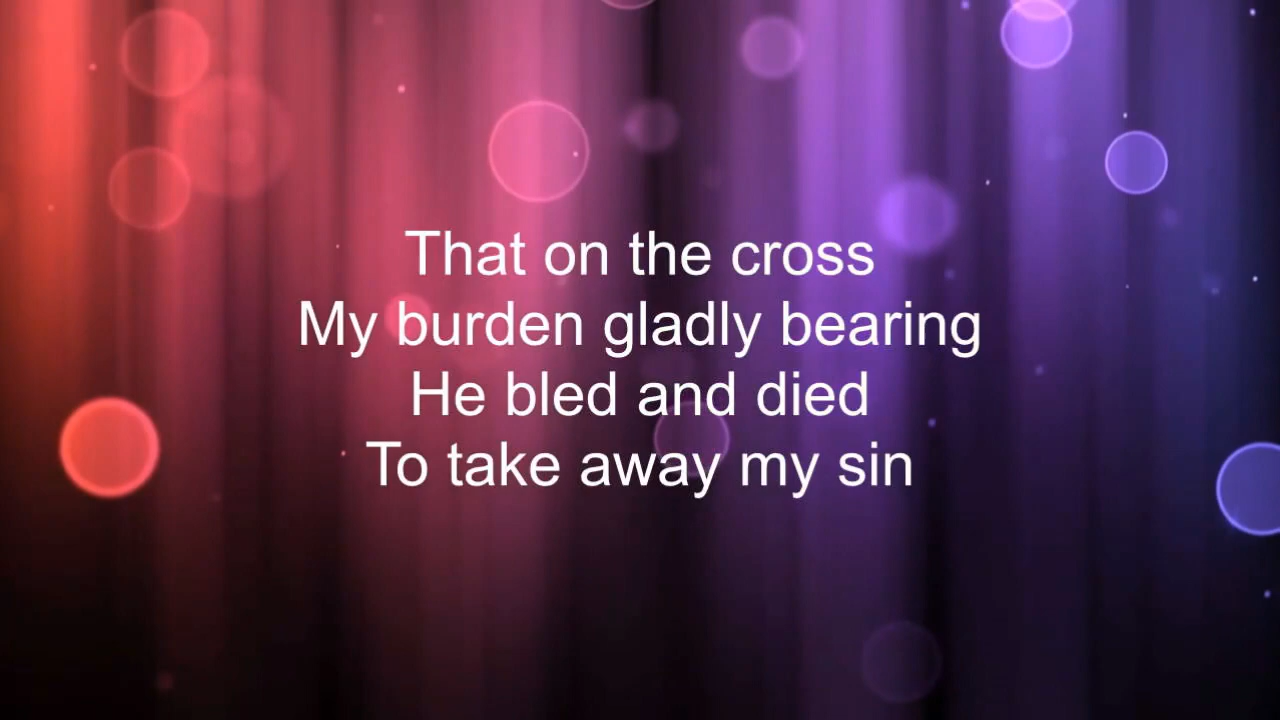 That on the cross
My burden gladly bearing
He bled and died
To take away my sin